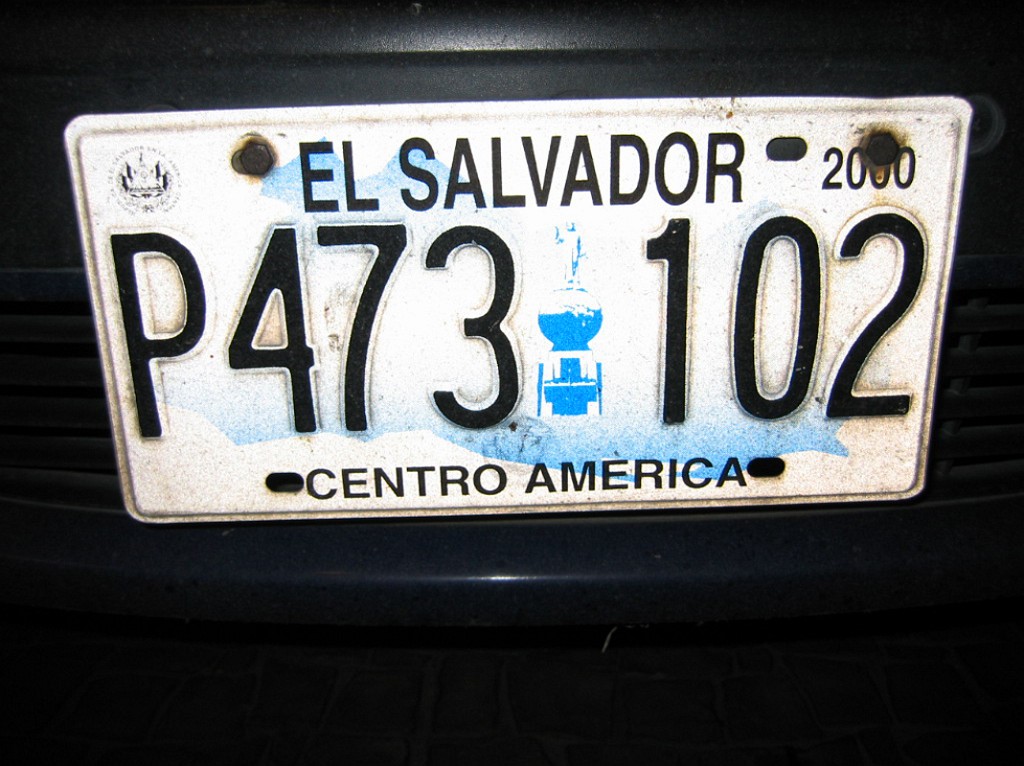 EL SALVADOR 2000
P473 102
CENTRO AMERICA